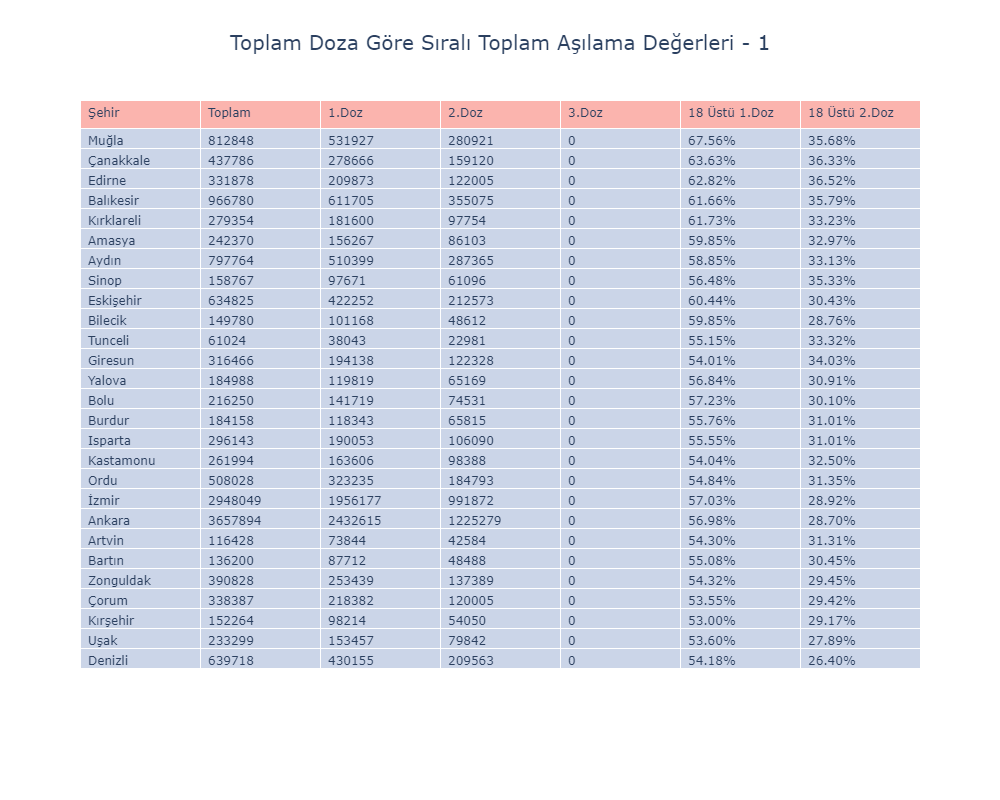 Toplam Doza Göre Sıralı Toplam Aşılama Değerleri - 1
Şehir Toplam 1.Doz 2.Doz 3.Doz 18 Üstü 1.Doz 18 Üstü 2.Doz
Muğla 812848 531927 280921 0 67.56% 35.68%
Çanakkale 437786 278666 159120 0 63.63% 36.33%
Edirne 331878 209873 122005 0 62.82% 36.52%
Balıkesir 966780 611705 355075 0 61.66% 35.79%
Kırklareli 279354 181600 97754 0 61.73% 33.23%
Amasya 242370 156267 86103 0 59.85% 32.97%
Aydın 797764 510399 287365 0 58.85% 33.13%
Sinop 158767 97671 61096 0 56.48% 35.33%
Eskişehir 634825 422252 212573 0 60.44% 30.43%
Bilecik 149780 101168 48612 0 59.85% 28.76%
Tunceli 61024 38043 22981 0 55.15% 33.32%
Giresun 316466 194138 122328 0 54.01% 34.03%
Yalova 184988 119819 65169 0 56.84% 30.91%
Bolu 216250 141719 74531 0 57.23% 30.10%
Burdur 184158 118343 65815 0 55.76% 31.01%
Isparta 296143 190053 106090 0 55.55% 31.01%
Kastamonu 261994 163606 98388 0 54.04% 32.50%
Ordu 508028 323235 184793 0 54.84% 31.35%
İzmir 2948049 1956177 991872 0 57.03% 28.92%
Ankara 3657894 2432615 1225279 0 56.98% 28.70%
Artvin 116428 73844 42584 0 54.30% 31.31%
Bartın 136200 87712 48488 0 55.08% 30.45%
Zonguldak 390828 253439 137389 0 54.32% 29.45%
Çorum 338387 218382 120005 0 53.55% 29.42%
Kırşehir 152264 98214 54050 0 53.00% 29.17%
Uşak 233299 153457 79842 0 53.60% 27.89%
Denizli 639718 430155 209563 0 54.18% 26.40%